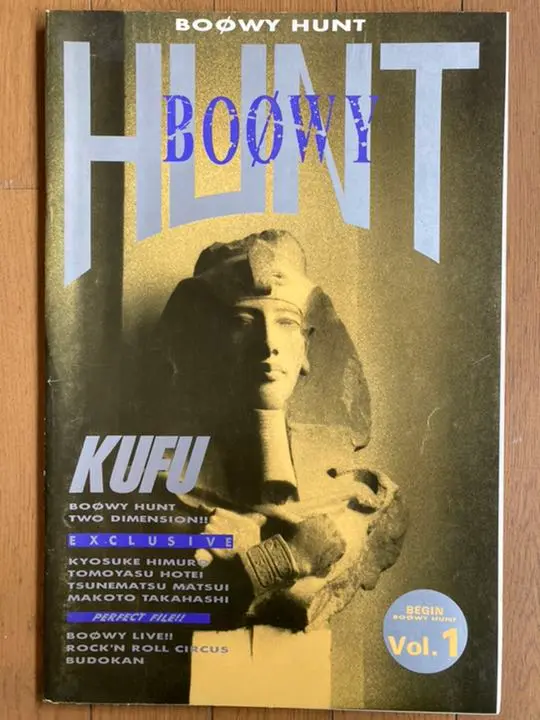 BOØWY HUNT
HUNT
BOØWY
KUFU
BOØWY HUNT
TWO DIMENSION!!
EXCLUSIVE
KYOSUKE HIMURO
TOMOYASU HOTEI
TSUNEMATSU MATSUI
MAKOTO TAKAHASHI
PERFECT FILE!!
BOØWY LIVE!!
ROCK'N ROLL CIRCUS
BUDOKAN
BEGIN
BOØWY HUNT
Vol. 1